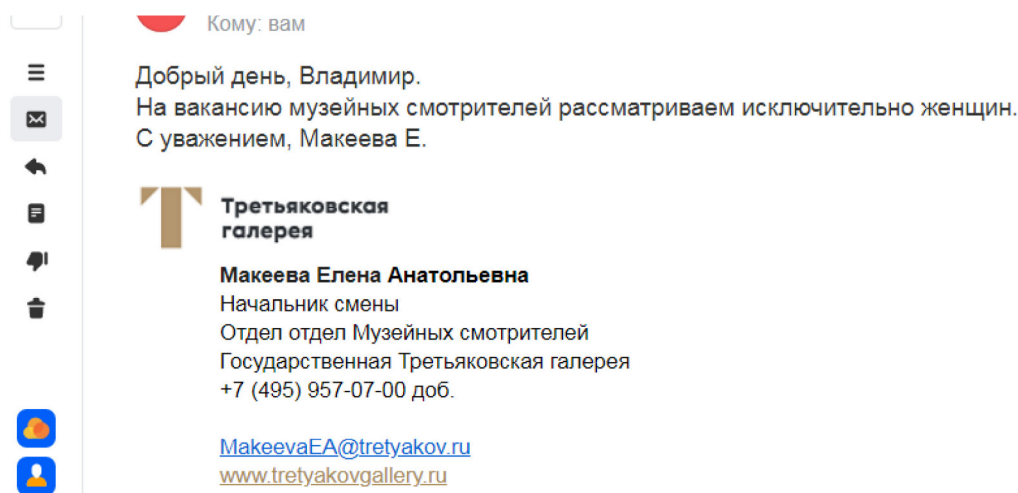 Кому: вам
Добрый день, Владимир.
На вакансию музейных смотрителей рассматриваем исключительно женщин.
С уважением, Макеева Е.
Третьяковская
галерея
Макеева Елена Анатольевна
Начальник смены
Отдел отдел Музейных смотрителей
Государственная Третьяковская галерея
+7 (495) 957-07-00 доб.
MakeevaEA@tretyakov.ru
www.tretyakovgallery.ru